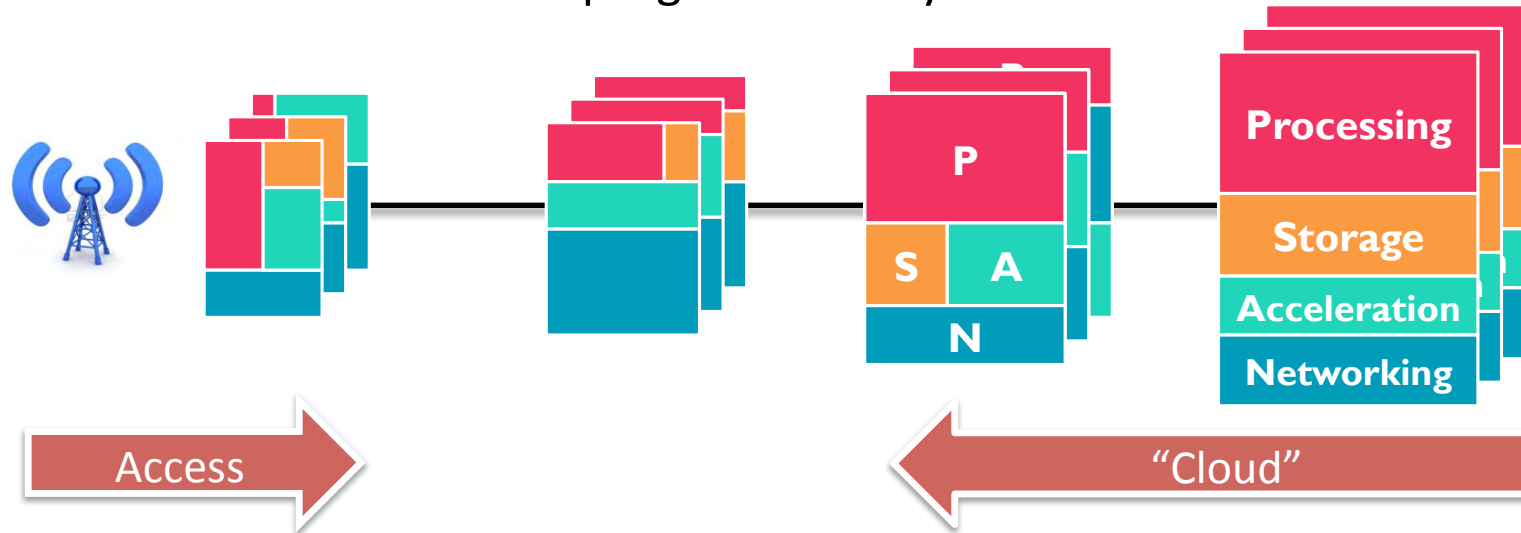 P
S A
N
Processing
Storage
Acceleration
Networking
Access
“Cloud”